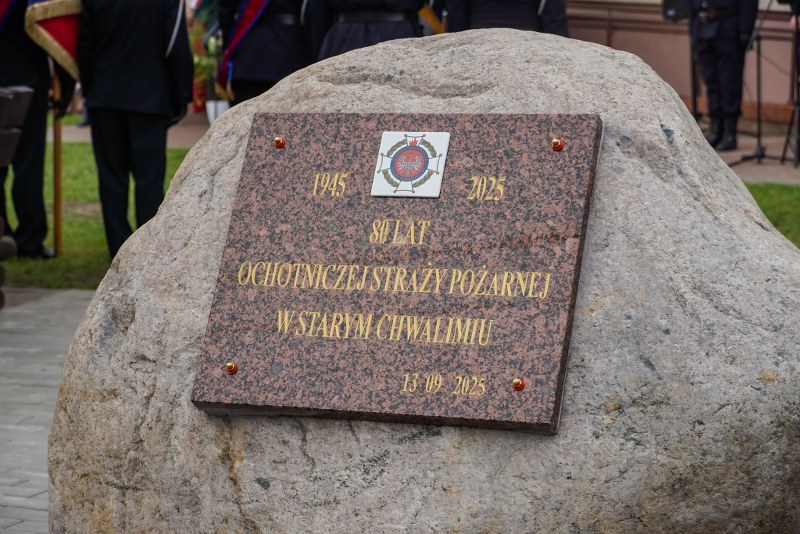 1945 2025
80 LAT
OCHOTNICZEJ STRAŻY POŻARNEJ
W STARYM CHWALIMIU
13 09 2025